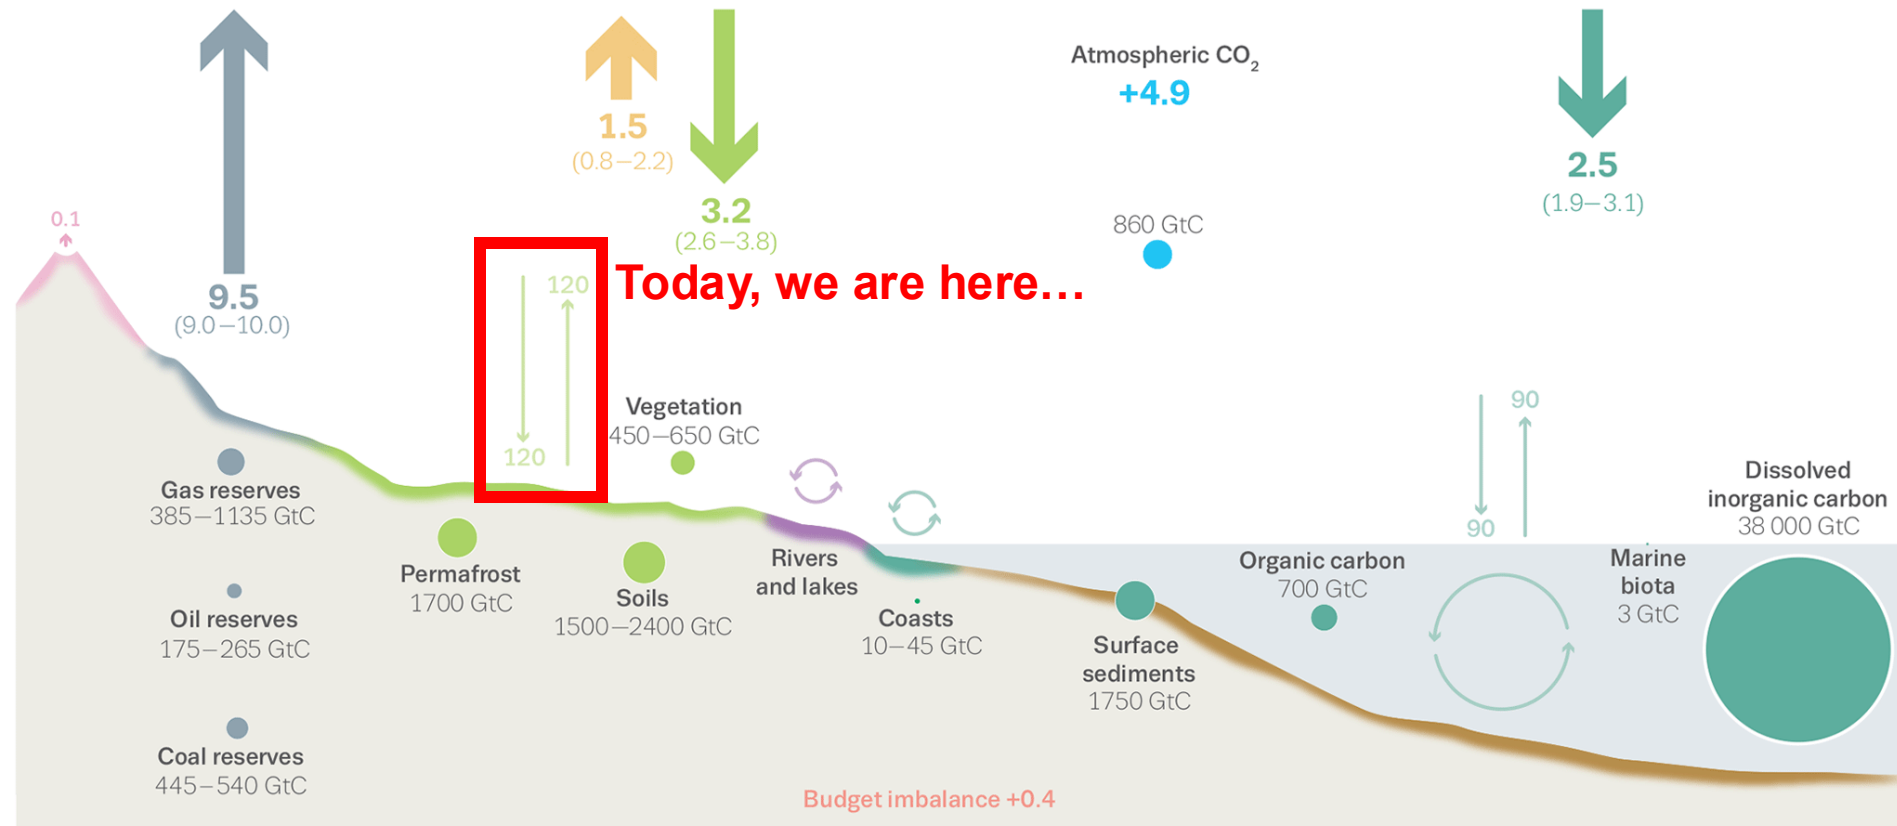 Atmospheric CO2
+4.9
1.5
(0.8–2.2)
2.5
(1.9–3.1)
3.2
(2.6–3.8)
0.1
860 GtC
9.5
(9.0–10.0)
120
120
Today, we are here...
Vegetation
450–650 GtC
90
90
Gas reserves
385–1135 GtC
Oil reserves
175–265 GtC
Coal reserves
445–540 GtC
Permafrost
1700 GtC
Soils
1500–2400 GtC
Rivers
and lakes
Coasts
10–45 GtC
Surface
sediments
1750 GtC
Organic carbon
700 GtC
Marine
biota
3 GtC
Dissolved
inorganic carbon
38 000 GtC
Budget imbalance +0.4